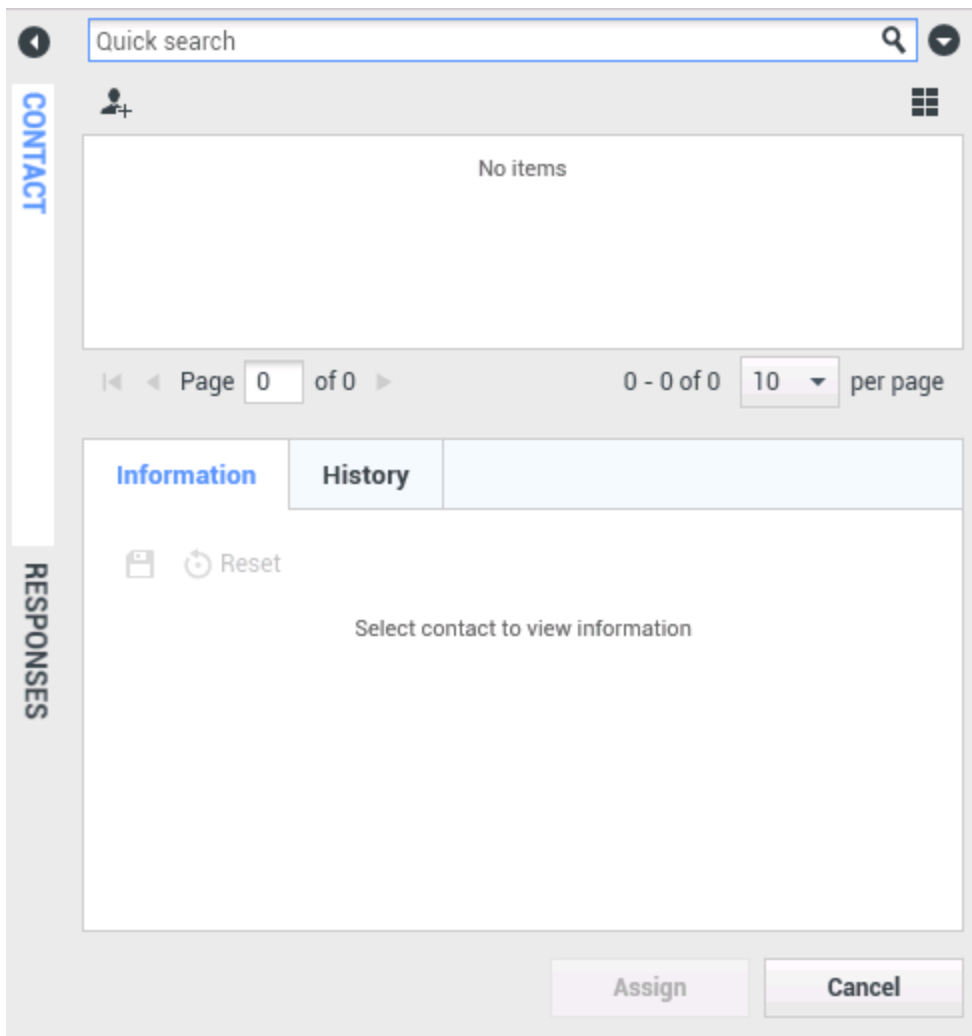 Quick search
CONTACT
No items
Page 0 of 0 0 - 0 of 0 10 per page
Information History
Reset
RESPONSES
Select contact to view information
Assign Cancel